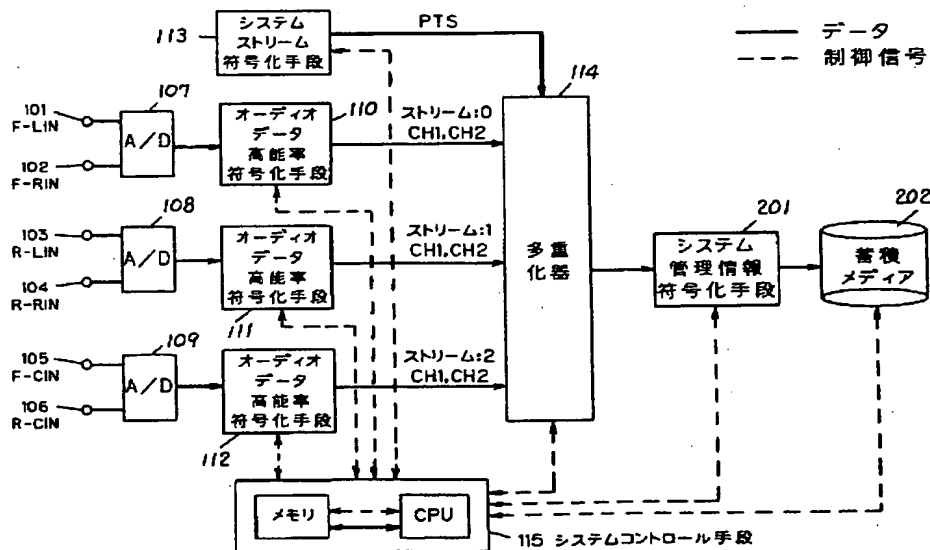 113
システム
ストリーム
符号化手段
PTS
データ
制御信号
114
101
F-LIN
102
F-RIN
107
A/D
110
オーディオ
データ
高能率
符号化手段
ストリーム:0
CH1,CH2
103
R-LIN
104
R-RIN
108
A/D
111
オーディオ
データ
高能率
符号化手段
ストリーム:1
CH1,CH2
105
F-CIN
106
R-CIN
109
A/D
112
オーディオ
データ
高能率
符号化手段
ストリーム:2
CH1,CH2
多重化器
201
システム
管理情報
符号化手段
202
蓄積
メディア
メモリ
CPU
115 システムコントロール手段